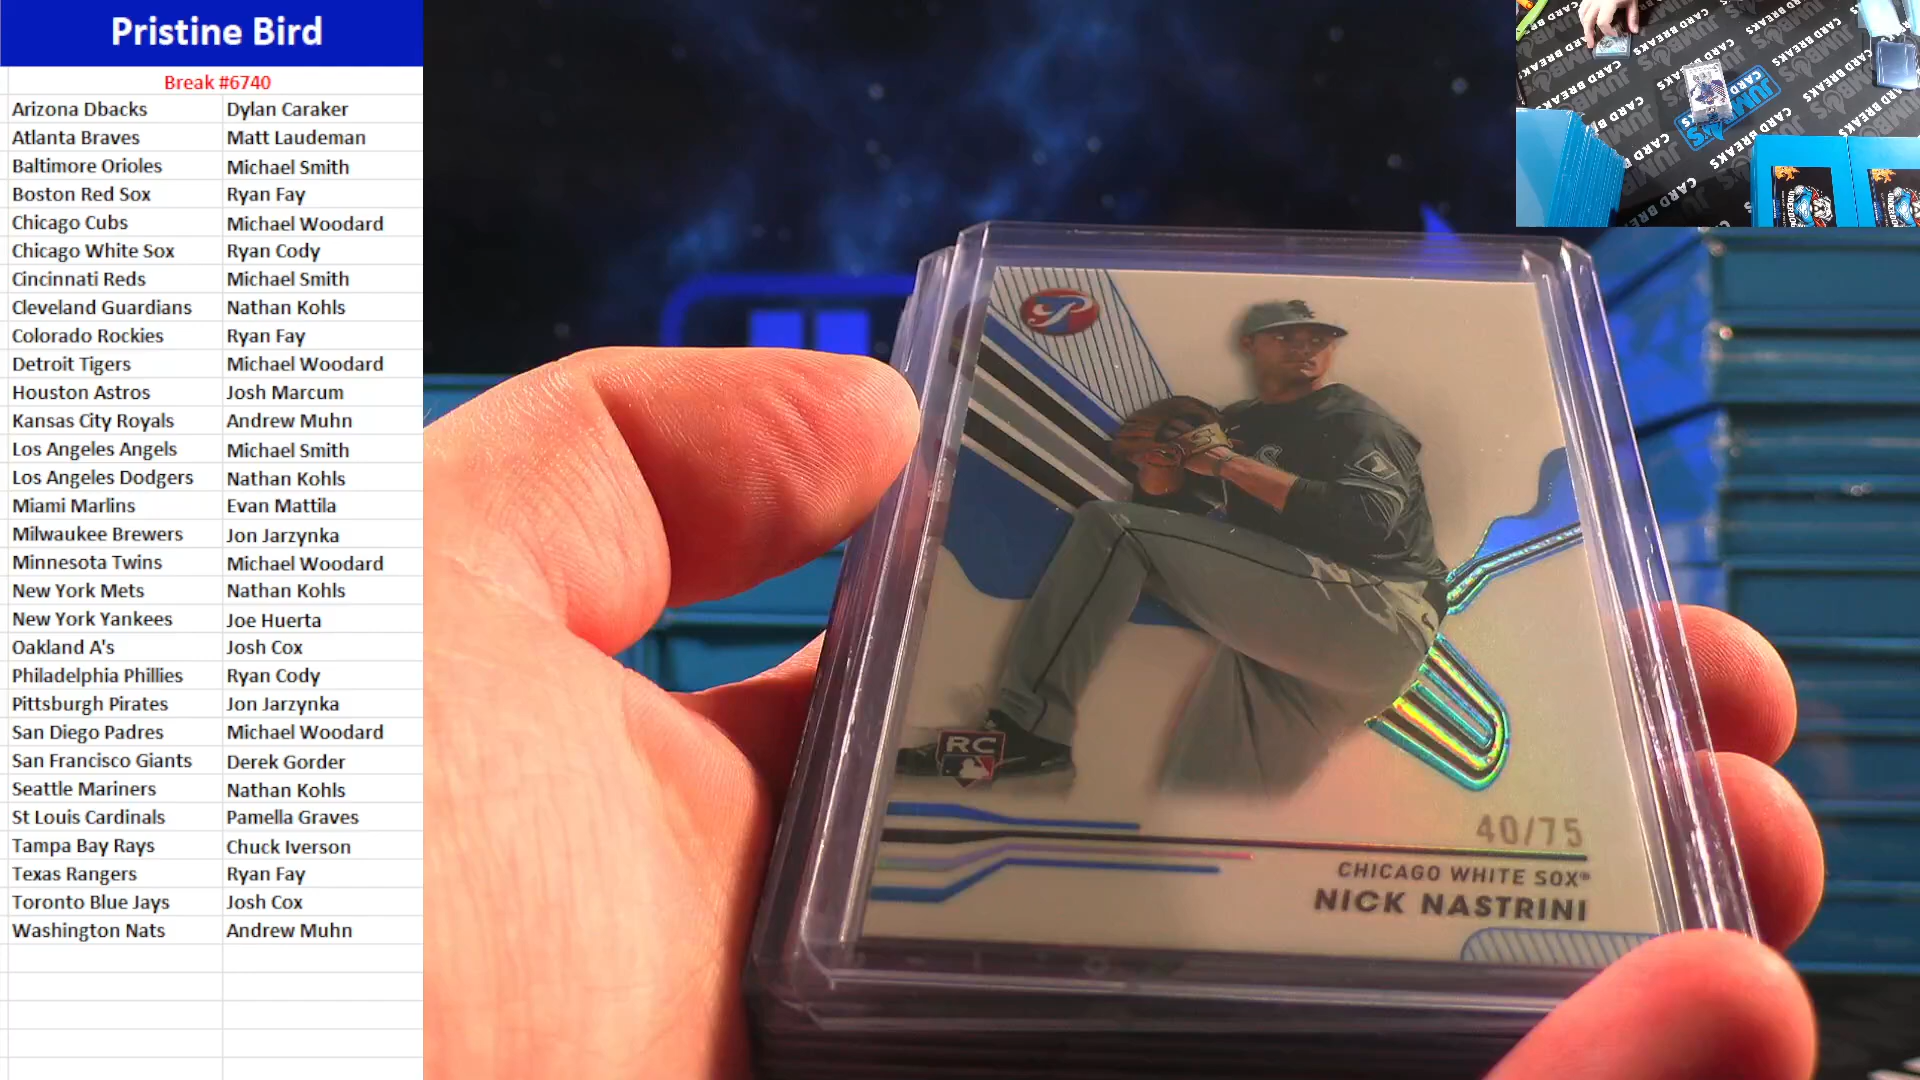 Pristine Bird
Break #6740
Arizona Dbacks Dylan Caraker
Atlanta Braves Matt Laudeman
Baltimore Orioles Michael Smith
Boston Red Sox Ryan Fay
Chicago Cubs Michael Woodard
Chicago White Sox Ryan Cody
Cincinnati Reds Michael Smith
Cleveland Guardians Nathan Kohls
Colorado Rockies Ryan Fay
Detroit Tigers Michael Woodard
Houston Astros Josh Marcum
Kansas City Royals Andrew Muhn
Los Angeles Angels Michael Smith
Los Angeles Dodgers Nathan Kohls
Miami Marlins Evan Mattila
Milwaukee Brewers Jon Jarzynka
Minnesota Twins Michael Woodard
New York Mets Nathan Kohls
New York Yankees Joe Huerta
Oakland A's Josh Cox
Philadelphia Phillies Ryan Cody
Pittsburgh Pirates Jon Jarzynka
San Diego Padres Michael Woodard
San Francisco Giants Derek Gorder
Seattle Mariners Nathan Kohls
St Louis Cardinals Pamella Graves
Tampa Bay Rays Chuck Iverson
Texas Rangers Ryan Fay
Toronto Blue Jays Josh Cox
Washington Nats Andrew Muhn
P
RC
40/75
CHICAGO WHITE SOX®
NICK NASTRINI
JUMBOS
CARD BREAKS